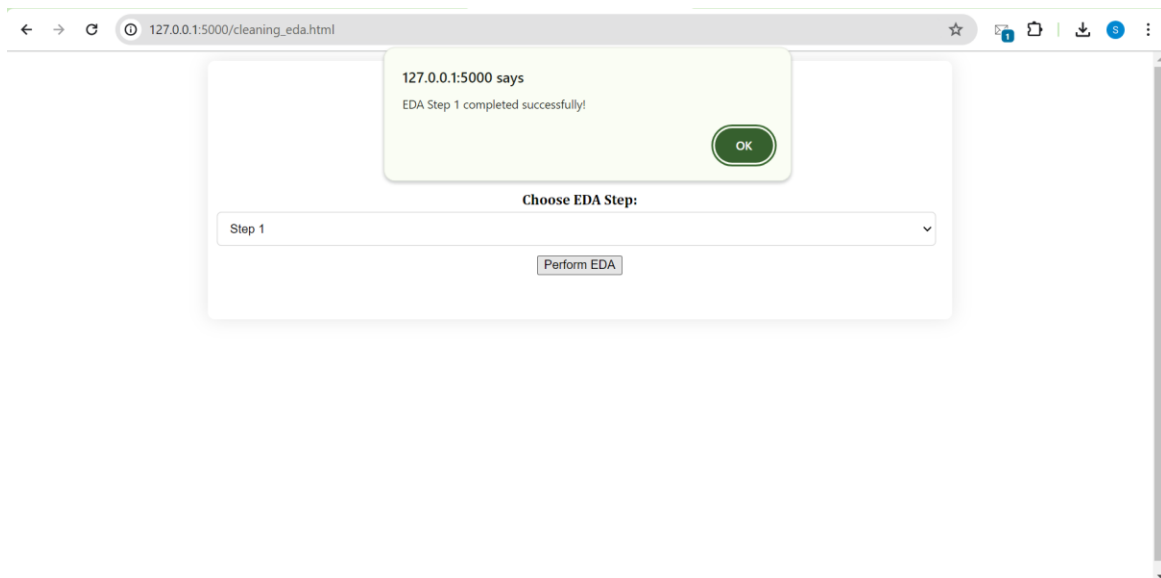 127.0.0.1:5000/cleaning_eda.html
1
S
127.0.0.1:5000 says
EDA Step 1 completed successfully!
OK
Choose EDA Step:
Step 1
Perform EDA